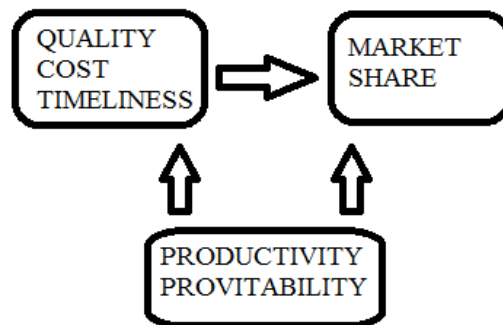 QUALITY
COST
TIMELINESS
MARKET
SHARE
PRODUCTIVITY
PROVITABILITY